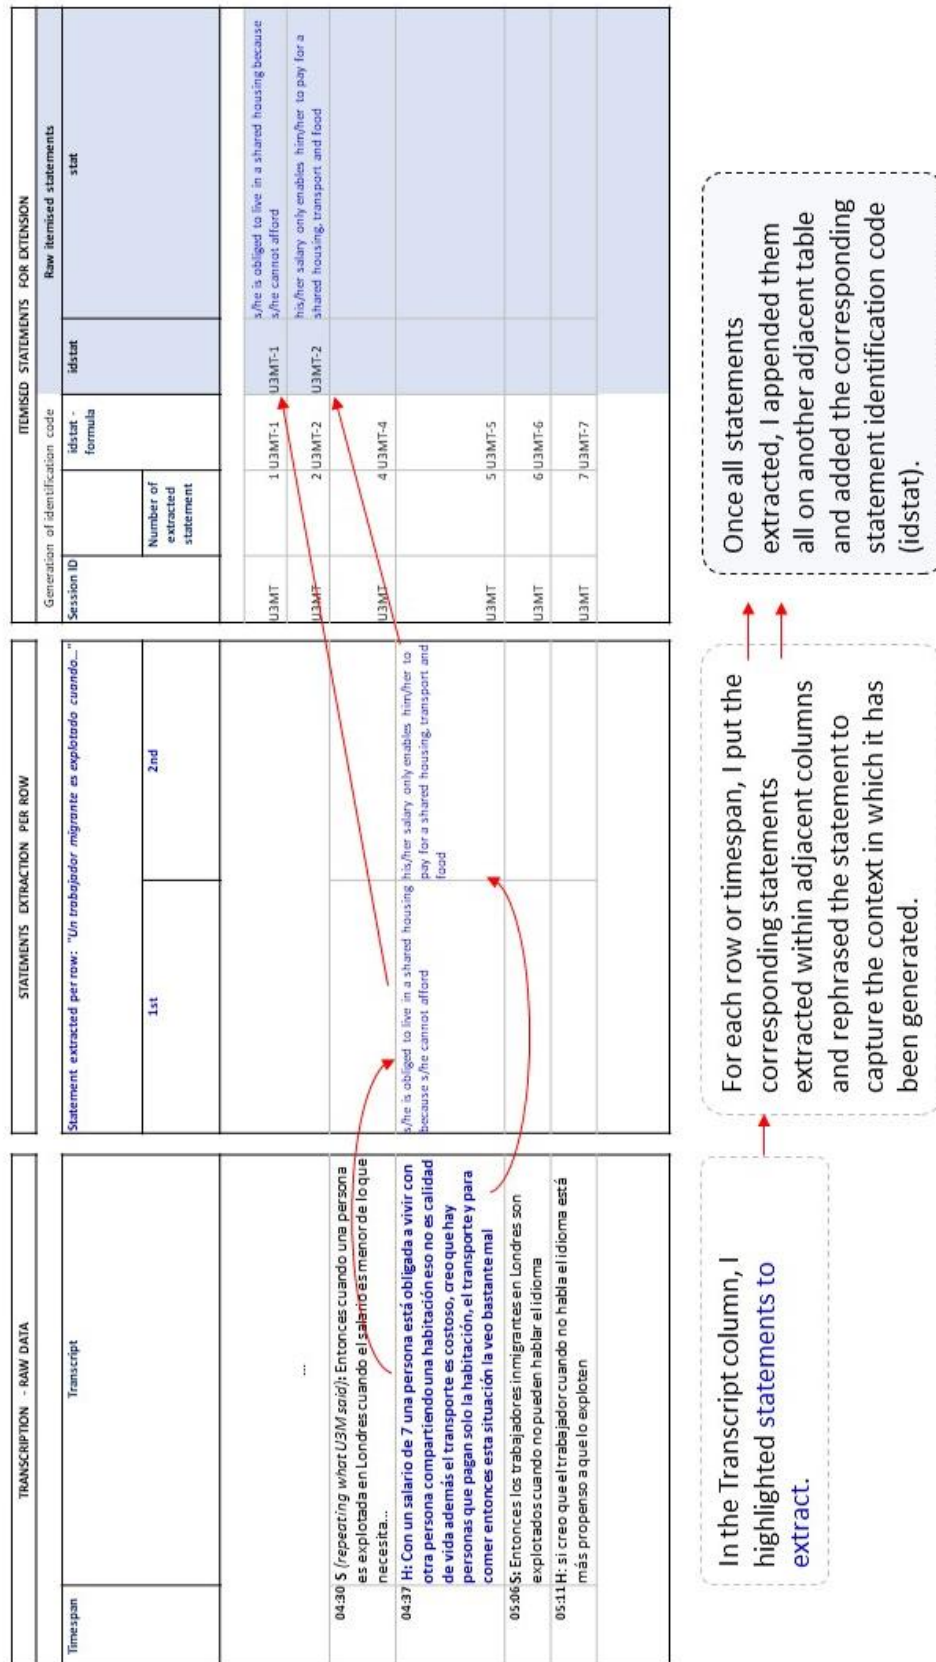 TRANSCRIPTION - RAW DATA
Timespan
Transcript
...
04:30 S (repeating what U3M said): Entonces cuando una persona
es explotada en Londres cuando el salario es menor de lo que
necesita...
04:37 H: Con un salario de 7 una persona está obligada a vivir con
otra persona compartiendo una habitación eso no es calidad
de vida además el transporte es costoso, creo que hay
personas que pagan solo la habitación, el transporte y para
comer entonces esta situación la veo bastante mal
05:06 S: Entonces los trabajadores inmigrantes en Londres son
explotados cuando no pueden hablar el idioma
05:11 H: si creo que el trabajador cuando no habla el idioma está
más propenso a que lo exploten
STATEMENTS EXTRACTION PER ROW
Statement extracted per row: "Un trabajador migrante es explotado cuando..."
1st
2nd
s/he is obliged to live in a shared housing
because s/he cannot afford
his/her salary only enables him/her to
pay for a shared housing, transport and
food
ITEMISED STATEMENTS FOR EXTENSION
Generation of identification code
Raw itemised statements
Session ID
Number of
extracted
statement
idstat -
formula
idstat
stat
U3MT 1 U3MT-1 U3MT-1
s/he is obliged to live in a shared housing because
s/he cannot afford
U3MT 2 U3MT-2 U3MT-2
his/her salary only enables him/her to pay for a
shared housing, transport and food
U3MT 4 U3MT-4
U3MT 5 U3MT-5
U3MT 6 U3MT-6
U3MT 7 U3MT-7
In the Transcript column, I
highlighted statements to
extract.
For each row or timespan, I put the
corresponding statements
extracted within adjacent columns
and rephrased the statement to
capture the context in which it has
been generated.
Once all statements
extracted, I appended them
all on another adjacent table
and added the corresponding
statement identification code
(idstat).